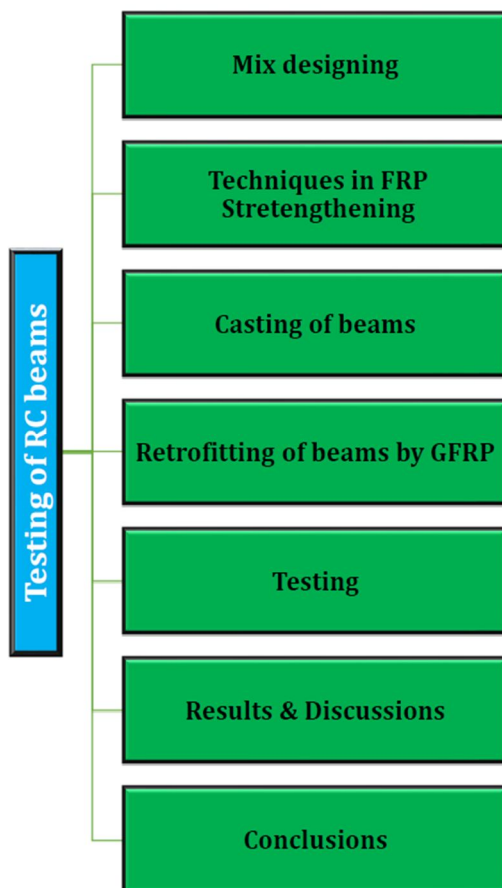 Testing of RC beams
Mix designing
Techniques in FRP
Stretengthening
Casting of beams
Retrofitting of beams by GFRP
Testing
Results & Discussions
Conclusions